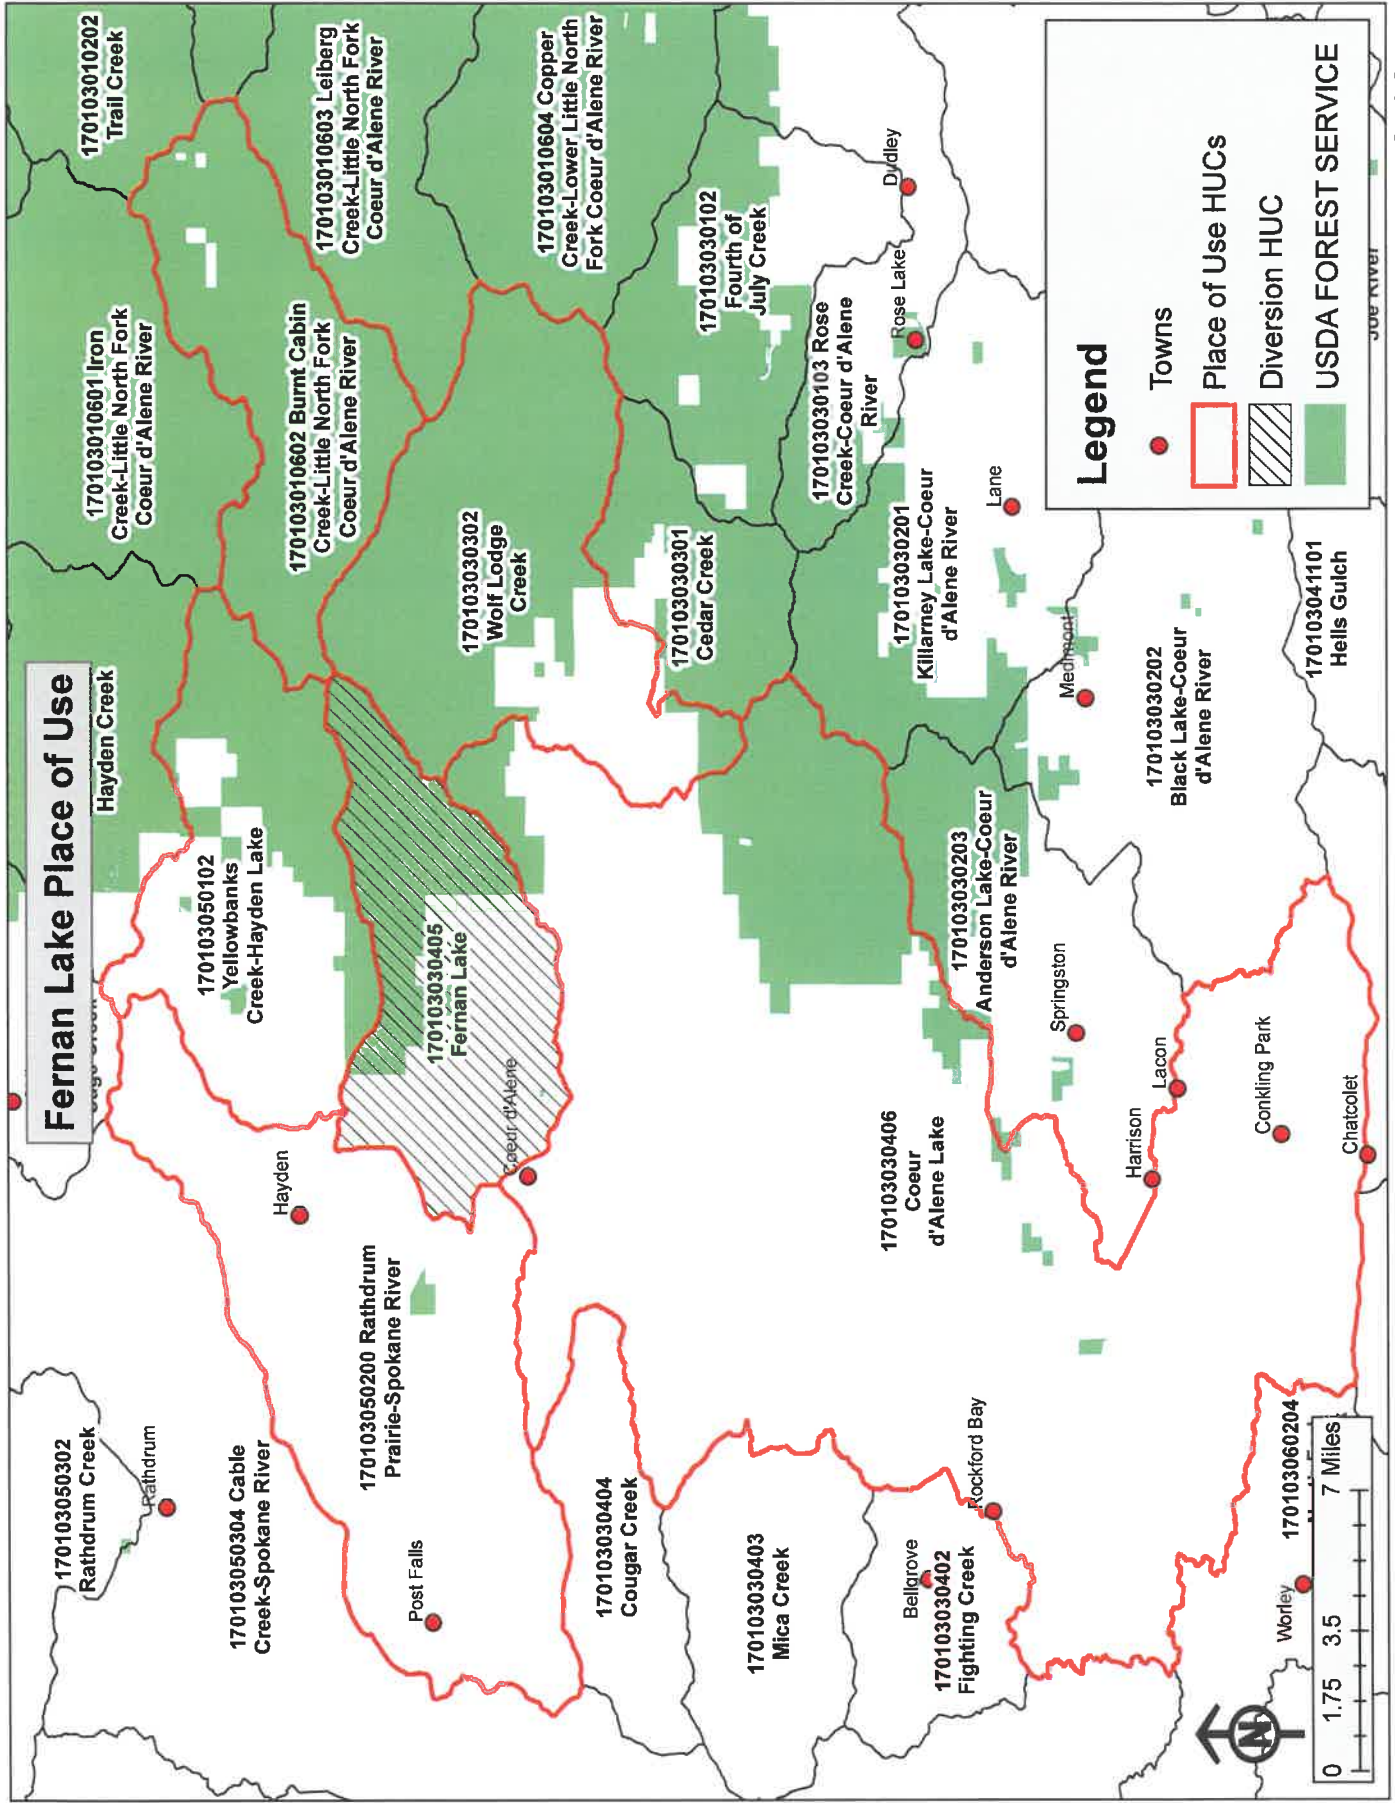 Fernan Lake Place of Use
170103050302
Rathdrum Creek
Rathdrum
170103050304 Cable
Creek-Spokane River
Hayden Creek
170103010601 Iron
Creek-Little North Fork
Coeur d'Alene River
170103010202
Trail Creek
170103050102
Yellowbanks
Creek-Hayden Lake
170103010602 Burnt Cabin
Creek-Little North Fork
Coeur d'Alene River
170103010603 Leiberg
Creek-Little North Fork
Coeur d'Alene River
Hayden
170103050200 Rathdrum
Prairie-Spokane River
Post Falls
170103030405
Fernan Lake
Coeur d'Alene
170103030302
Wolf Lodge
Creek
170103010604 Copper
Creek-Lower Little North
Fork Coeur d'Alene River
170103030404
Cougar Creek
170103030301
Cedar Creek
170103030102
Fourth of
July Creek
170103030403
Mica Creek
170103030103 Rose
Creek-Coeur d'Alene
River
Rose Lake
Dudley
170103030406
Coeur
d'Alene Lake
170103030201
Killarney Lake-Coeur
d'Alene River
Lane
Bellgrove
170103030402
Fighting Creek
Rockford Bay
170103030203
Anderson Lake-Coeur
d'Alene River
Springston
Medimont
170103030202
Black Lake-Coeur
d'Alene River
Harrison
Lacon
Conkling Park
Chatcolet
170103041101
Hells Gulch
Joe River
Worley
170103060204
N
0 1.75 3.5 7 Miles
Legend
Towns
Place of Use HUCs
Diversion HUC
USDA FOREST SERVICE